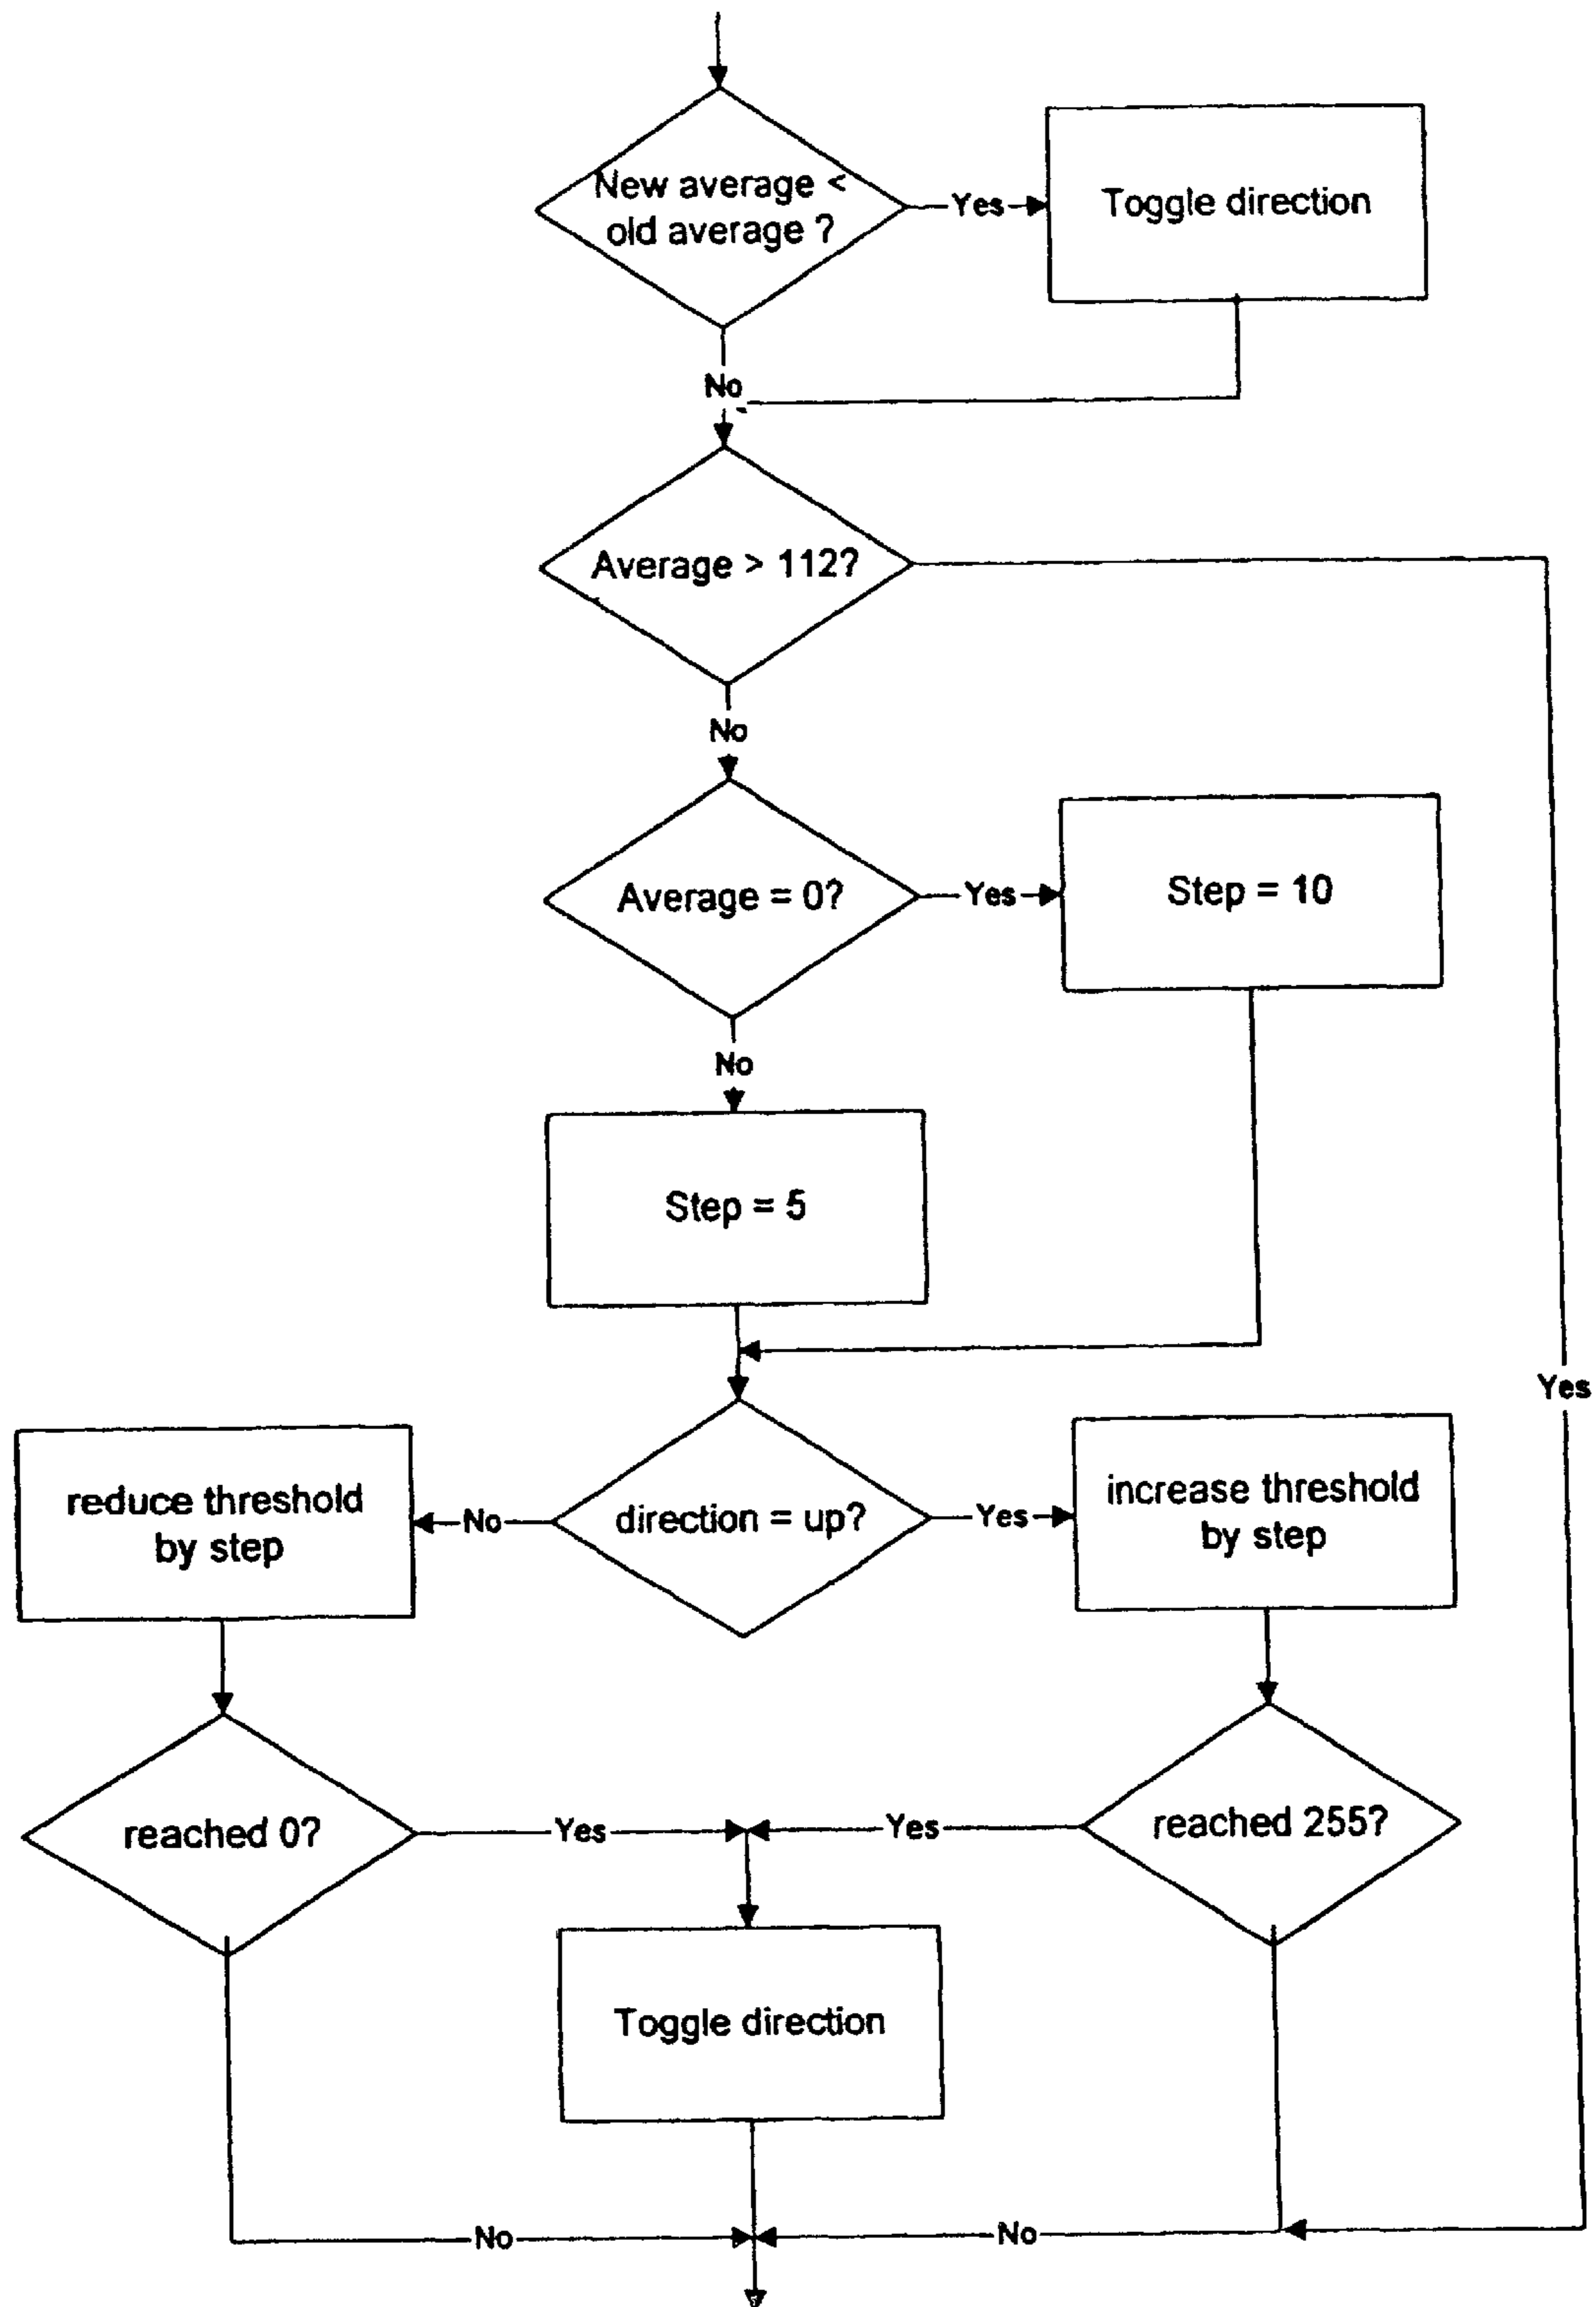 New average <
old average ?
Yes
Toggle direction
No
Average > 112?
No
Average = 0?
Yes
Step = 10
No
Step = 5
Yes
reduce threshold
by step
No
direction = up?
Yes
increase threshold
by step
reached 0?
Yes
Yes
reached 255?
Toggle direction
No
No